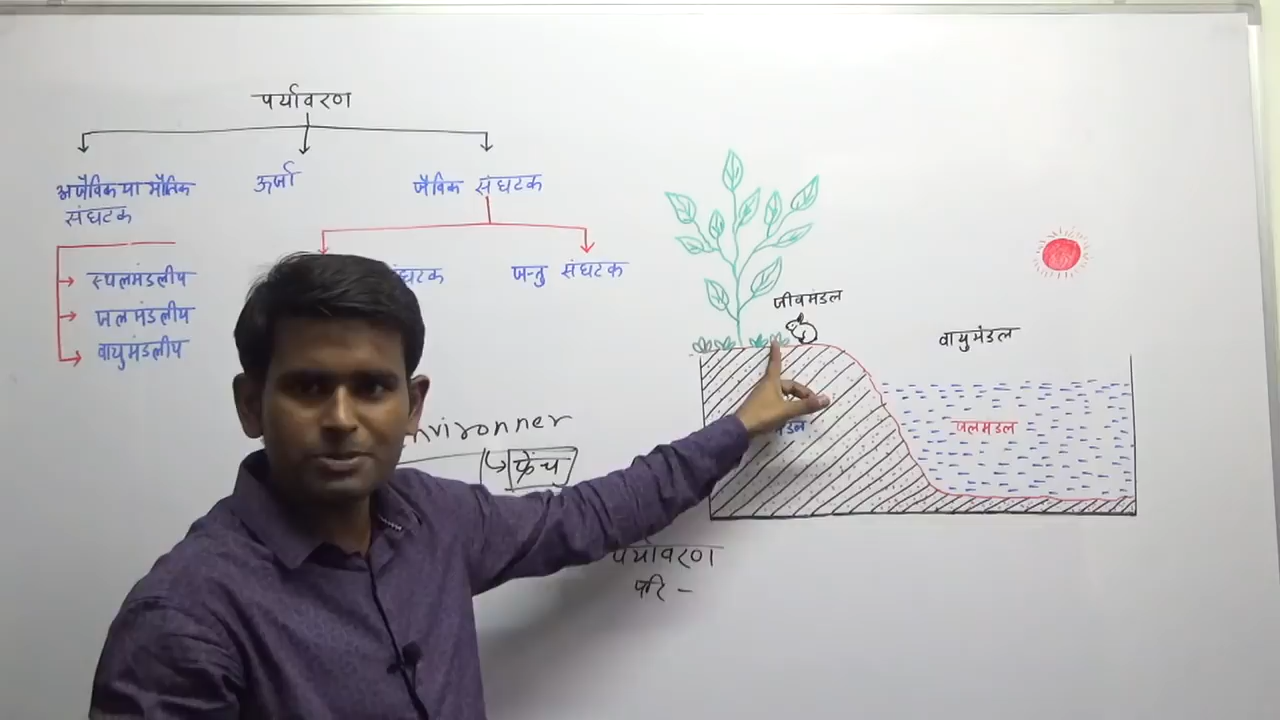 पर्यावरण
अजैविक या भौतिक
संघटक
ऊर्जा
जैविक संघटक
स्थलमंडलीय
जलमंडलीय
वायुमंडलीय
संघटक
जन्तु संघटक
जीवमंडल
वायुमंडल
जलमंडल
nvironner
फ्रेंच
पर्यावरण
परि -